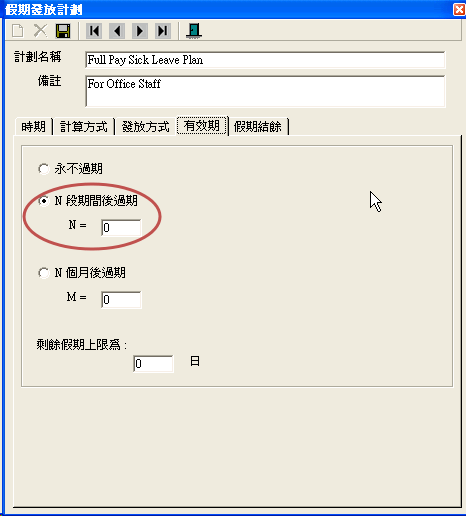 假期發放計劃
計劃名稱 Full Pay Sick Leave Plan
備註 For Office Staff
時期 計算方式 發放方式 有效期 假期結餘
永不過期
N 段期間後過期
N = 0
N 個月後過期
M = 0
剩餘假期上限爲 :
0 日